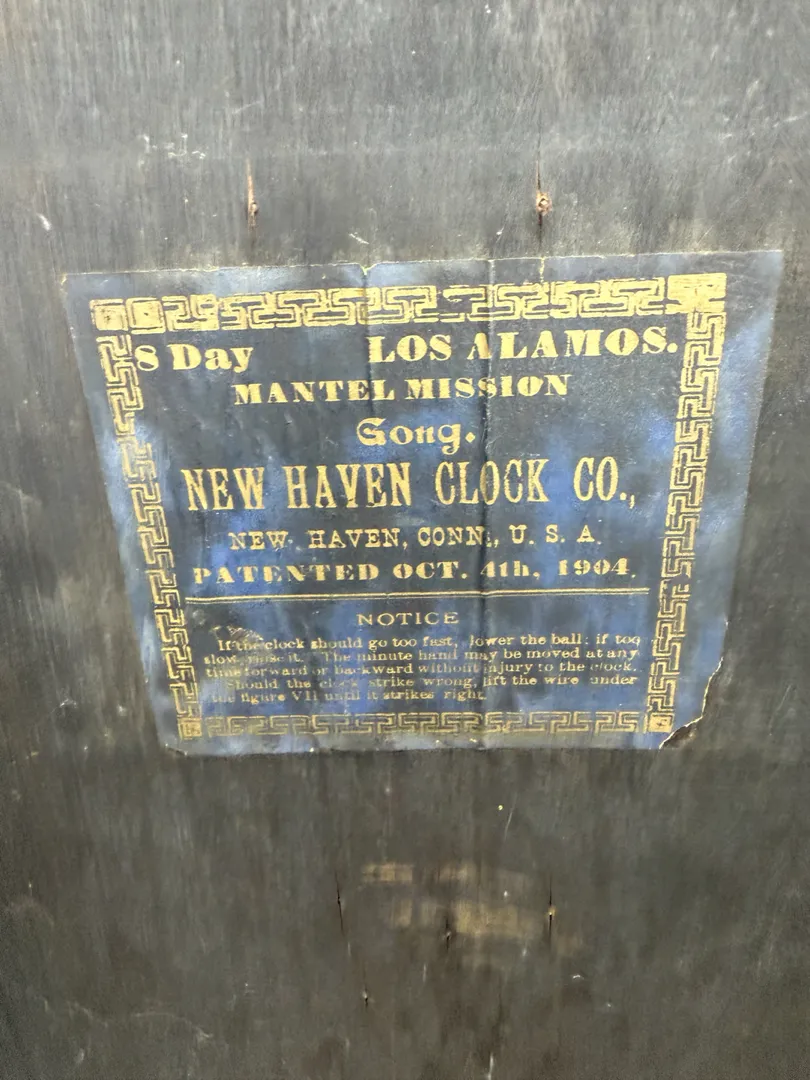 8 Day LOS ALAMOS.
MANTEL MISSION
Gong.
NEW HAVEN CLOCK CO.,
NEW HAVEN, CONN., U. S. A.
PATENTED OCT. 4th, 1904.
NOTICE
If the clock should go too fast, lower the ball: if too
slow, raise it. The minute hand may be moved at any
time forward or backward without injury to the clock.
Should the clock strike wrong, lift the wire under
the figure VII until it strikes right.